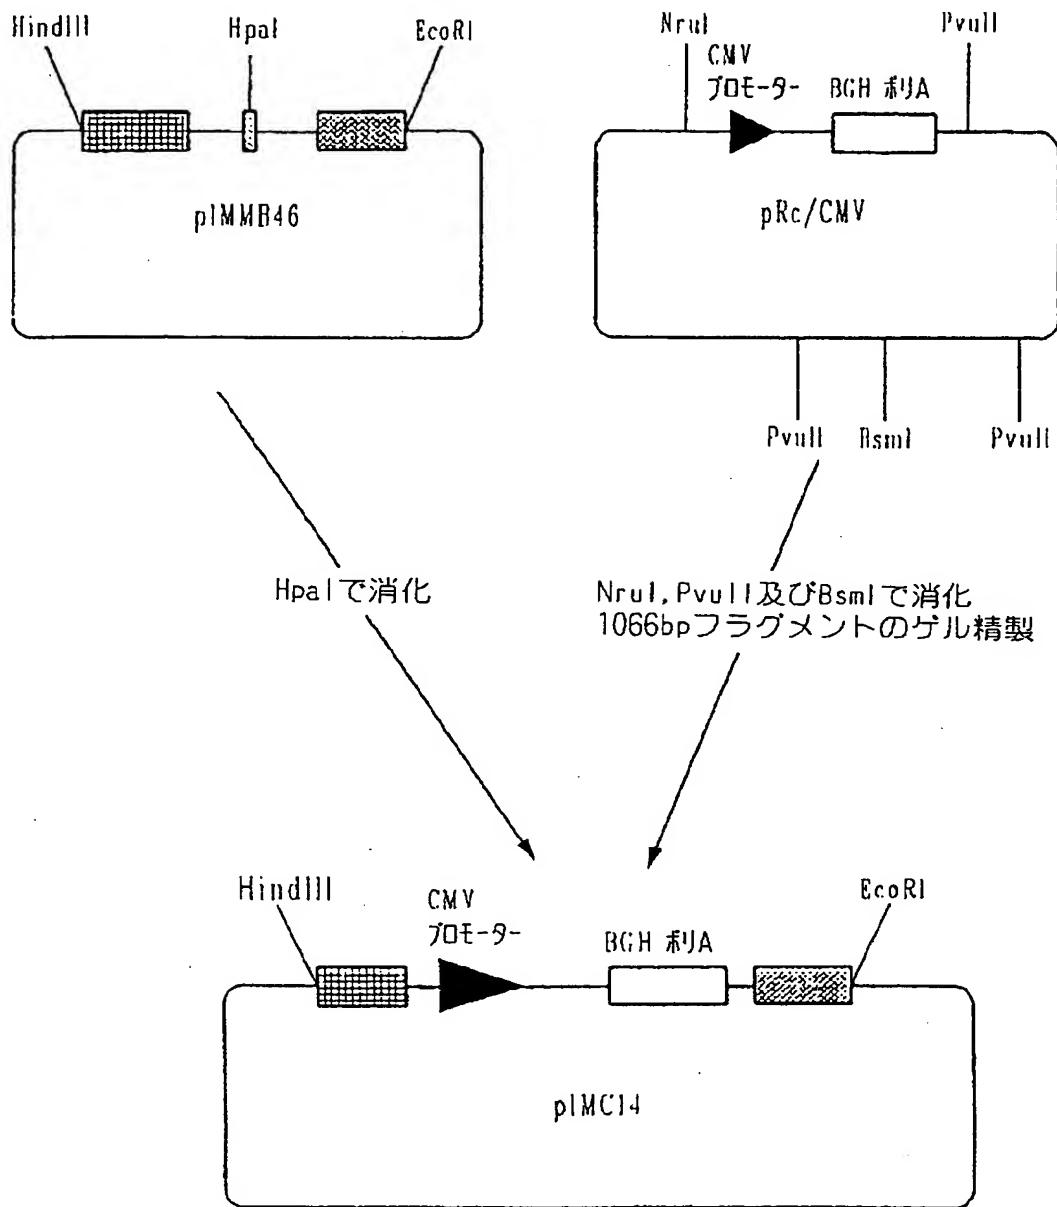 HindIII
HpaI
EcoRI
pIMMB46
NruI
PvuII
CMV
プロモーター
BGH ポリA
pRc/CMV
PvuII
BsmI
PvuII
HpaIで消化
NruI,PvuII及びBsmIで消化
1066bpフラグメントのゲル精製
HindIII
CMV
プロモーター
BGH ポリA
EcoRI
pIMC14